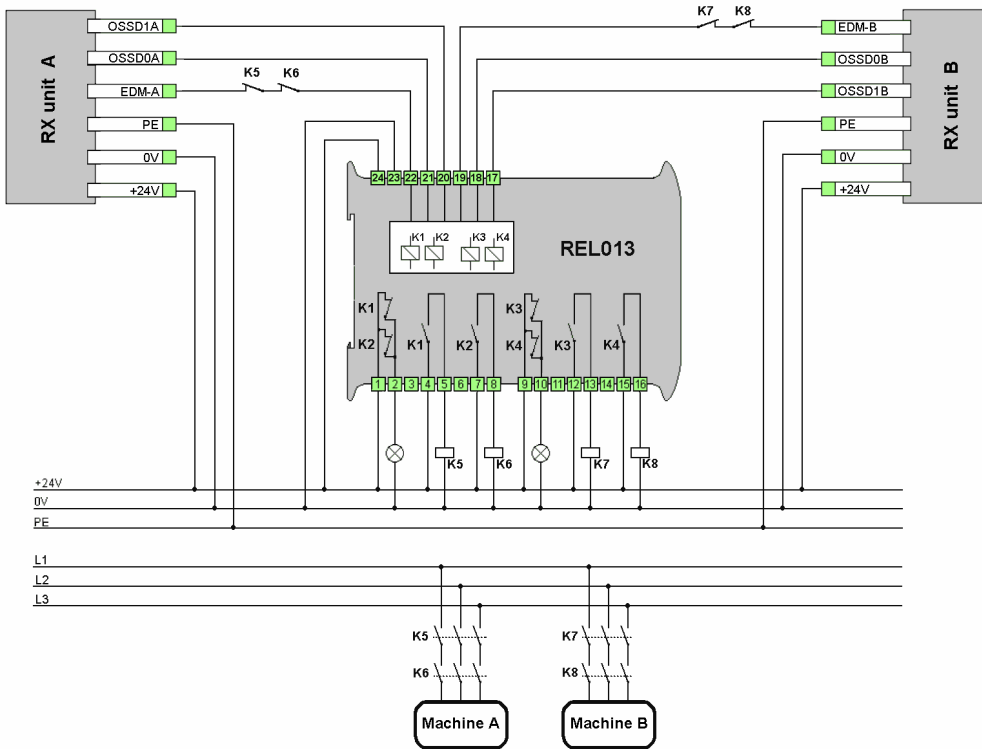 K7 K8
OSSD1A
EDM-B
OSSD0A
OSSD0B
K5 K6
EDM-A
OSSD1B
RX unit A
RX unit B
PE
PE
0V
0V
+24V
+24V
24 23 22 21 20 19 18 17
K1 K2 K3 K4
REL013
K1
K3
K2 K1 K2 K4 K3 K4
1 2 3 4 5 6 7 8 9 10 11 12 13 14 15 16
K5 K6 K7 K8
+24V
0V
PE
L1
L2
L3
K5
K7
K6
K8
Machine A
Machine B